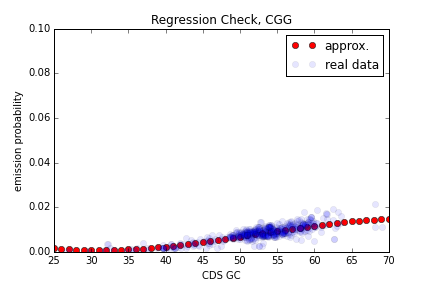 Regression Check, CGG
approx.
real data
emission probability
0.10
0.08
0.06
0.04
0.02
0.00
25 30 35 40 45 50 55 60 65 70
CDS GC